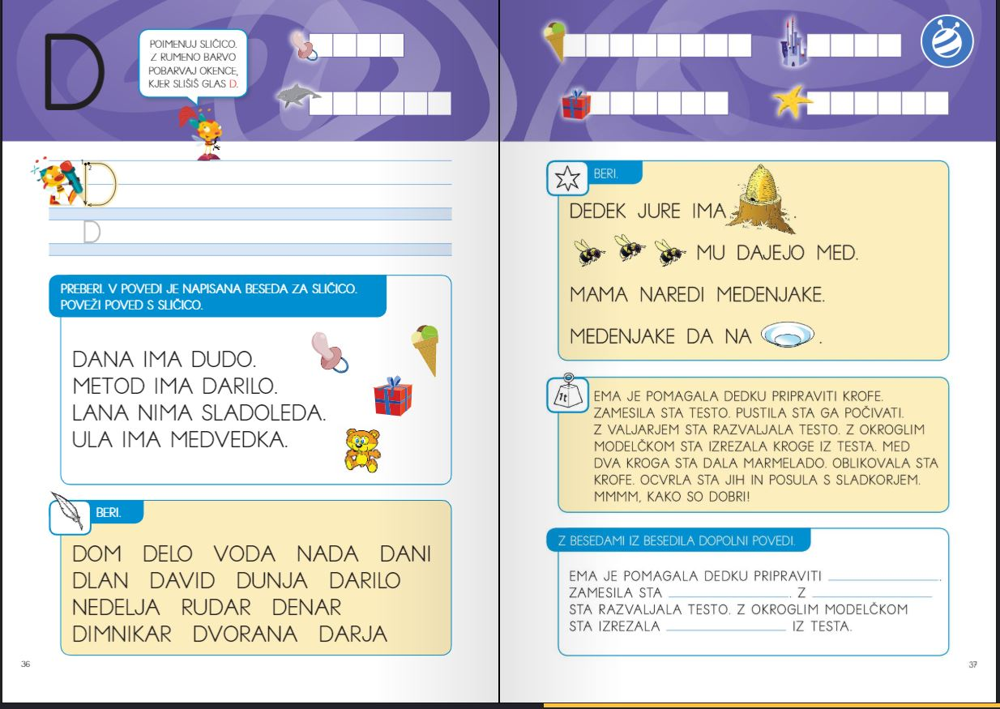 D
POIMENUJ SLIČICO.
Z RUMENO BARVO
POBARVAJ OKENCE,
KJER SLIŠIŠ GLAS D.
1 2
D
D
PREBERI. V POVEDI JE NAPISANA BESEDA ZA SLIČICO.
POVEŽI POVED S SLIČICO.
DANA IMA DUDO.
METOD IMA DARILO.
LANA NIMA SLADOLEDA.
ULA IMA MEDVEDKA.
BERI.
DOM DELO VODA NADA DANI
DLAN DAVID DUNJA DARILO
NEDELJA RUDAR DENAR
DIMNIKAR DVORANA DARJA
36
BERI.
DEDEK JURE IMA .
MU DAJEJO MED.
MAMA NAREDI MEDENJAKE.
MEDENJAKE DA NA .
1t
EMA JE POMAGALA DEDKU PRIPRAVITI KROFE.
ZAMESILA STA TESTO. PUSTILA STA GA POČIVATI.
Z VALJARJEM STA RAZVALJALA TESTO. Z OKROGLIM
MODELČKOM STA IZREZALA KROGE IZ TESTA. MED
DVA KROGA STA DALA MARMELADO. OBLIKOVALA STA
KROFE. OCVRLA STA JIH IN POSULA S SLADKORJEM.
MMMM, KAKO SO DOBRI!
Z BESEDAMI IZ BESEDILA DOPOLNI POVEDI.
EMA JE POMAGALA DEDKU PRIPRAVITI ____________.
ZAMESILA STA ____________. Z ____________
STA RAZVALJALA TESTO. Z OKROGLIM MODELČKOM
STA IZREZALA ____________ IZ TESTA.
37